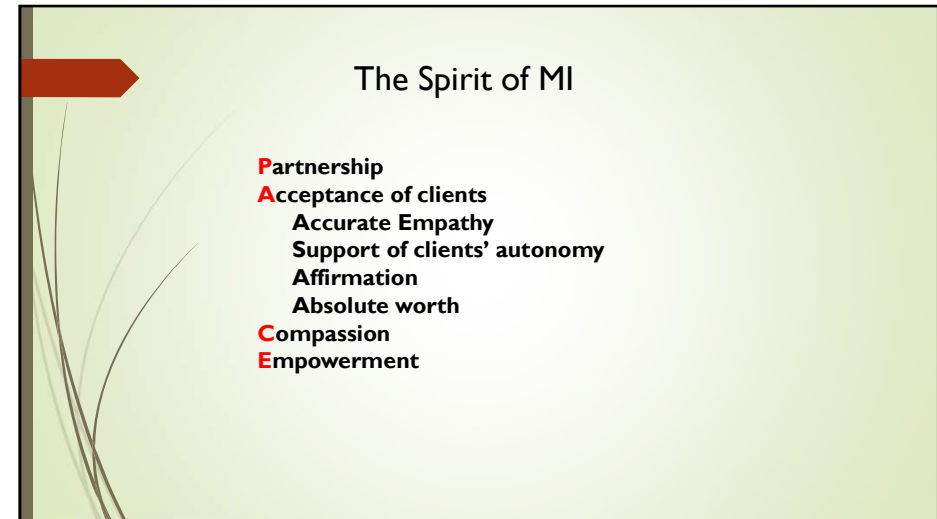 The Spirit of MI
Partnership
Acceptance of clients
Accurate Empathy
Support of clients’ autonomy
Affirmation
Absolute worth
Compassion
Empowerment